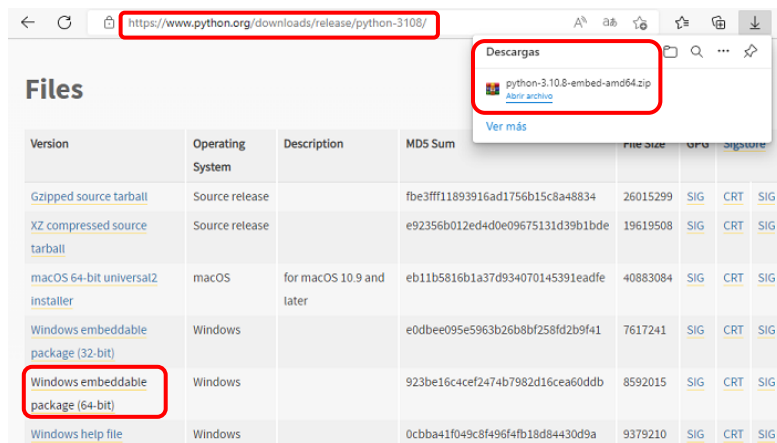 https://www.python.org/downloads/release/python-3108/
Descargas
python-3.10.8-embed-amd64.zip
Abrir archivo
Ver más
Files
Version Operating System Description MD5 Sum File Size GPG Sigstore
Gzipped source tarball Source release fbe3fff11893916ad1756b15c8a48834 26015299 SIG CRT SIG
XZ compressed source tarball Source release e92356b012ed4d0e09675131d39b1bde 19619508 SIG CRT SIG
macOS 64-bit universal2 installer macOS for macOS 10.9 and later eb11b5816b1a37d934070145391eadfe 40883084 SIG CRT SIG
Windows embeddable package (32-bit) Windows e0dbee095e5963b26b8bf258fd2b9f41 7617241 SIG CRT SIG
Windows embeddable package (64-bit) Windows 923be16c4cef2474b7982d16cea60ddb 8592015 SIG CRT SIG
Windows help file Windows 0cbba41f049c8f496f4fb18d84430d9a 9379210 SIG CRT SIG